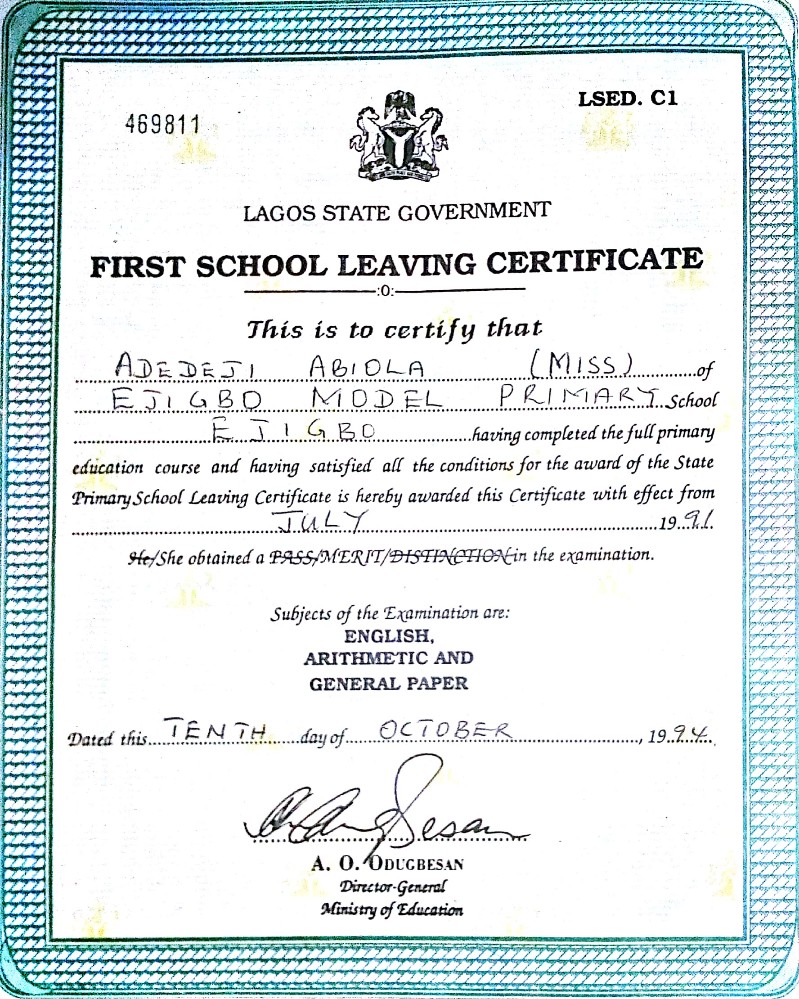 469811
LSED. C1
LAGOS STATE GOVERNMENT
FIRST SCHOOL LEAVING CERTIFICATE
:0:
This is to certify that
ADEDEJI ABIOLA (MISS) of
EJIGBO MODEL PRIMARY School
EJIGBO having completed the full primary
education course and having satisfied all the conditions for the award of the State
Primary School Leaving Certificate is hereby awarded this Certificate with effect from
JULY 1991
He/She obtained a PASS/MERIT/DISTINCTION in the examination.
Subjects of the Examination are:
ENGLISH,
ARITHMETIC AND
GENERAL PAPER
Dated this TENTH day of OCTOBER, 1994
A. O. ODUGBESAN
Director-General
Ministry of Education